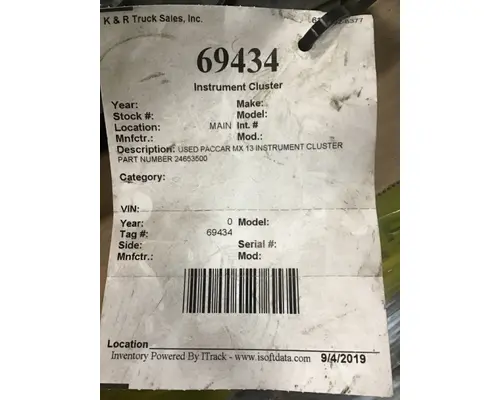 K & R Truck Sales, Inc.
69434
Instrument Cluster
Year: Make:
Stock #: Model:
Location: MAIN Int. #
Mnfctr.: Mod.:
Description: USED PACCAR MX 13 INSTRUMENT CLUSTER
PART NUMBER 24653500
Category:
VIN:
Year: 0 Model:
Tag #: 69434
Side: Serial #:
Mnfctr.: Mod:
Location
Inventory Powered By ITrack - www.isoftdata.com 9/4/2019